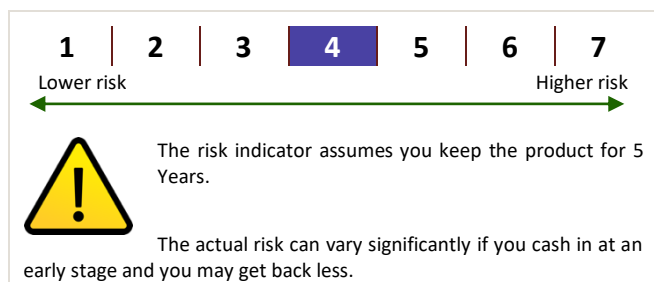 1 2 3 4 5 6 7
Lower risk Higher risk
The risk indicator assumes you keep the product for 5
Years.
The actual risk can vary significantly if you cash in at an
early stage and you may get back less.